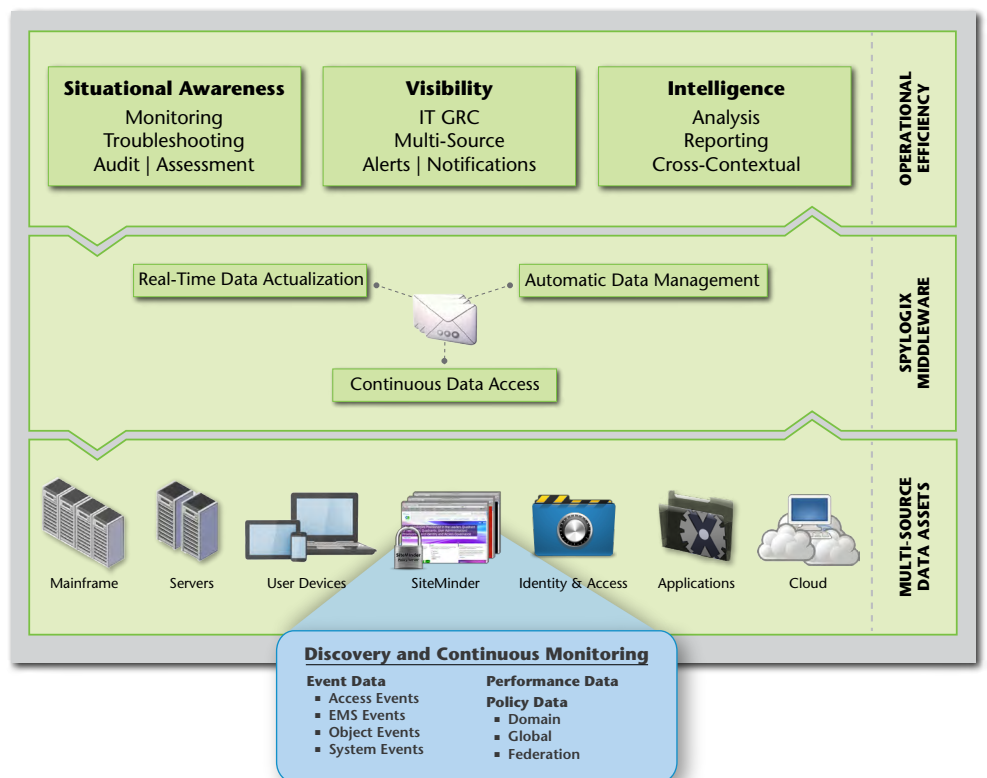 Situational Awareness
Monitoring
Troubleshooting
Audit | Assessment
Visibility
IT GRC
Multi-Source
Alerts | Notifications
Intelligence
Analysis
Reporting
Cross-Contextual
OPERATIONAL
EFFICIENCY
Real-Time Data Actualization
Automatic Data Management
Continuous Data Access
SPYLOGIX
MIDDLEWARE
Mainframe
Servers
User Devices
SiteMinder
Identity & Access
Applications
Cloud
MULTI-SOURCE
DATA ASSETS
Discovery and Continuous Monitoring
Event Data
▪ Access Events
▪ EMS Events
▪ Object Events
▪ System Events
Performance Data
Policy Data
▪ Domain
▪ Global
▪ Federation